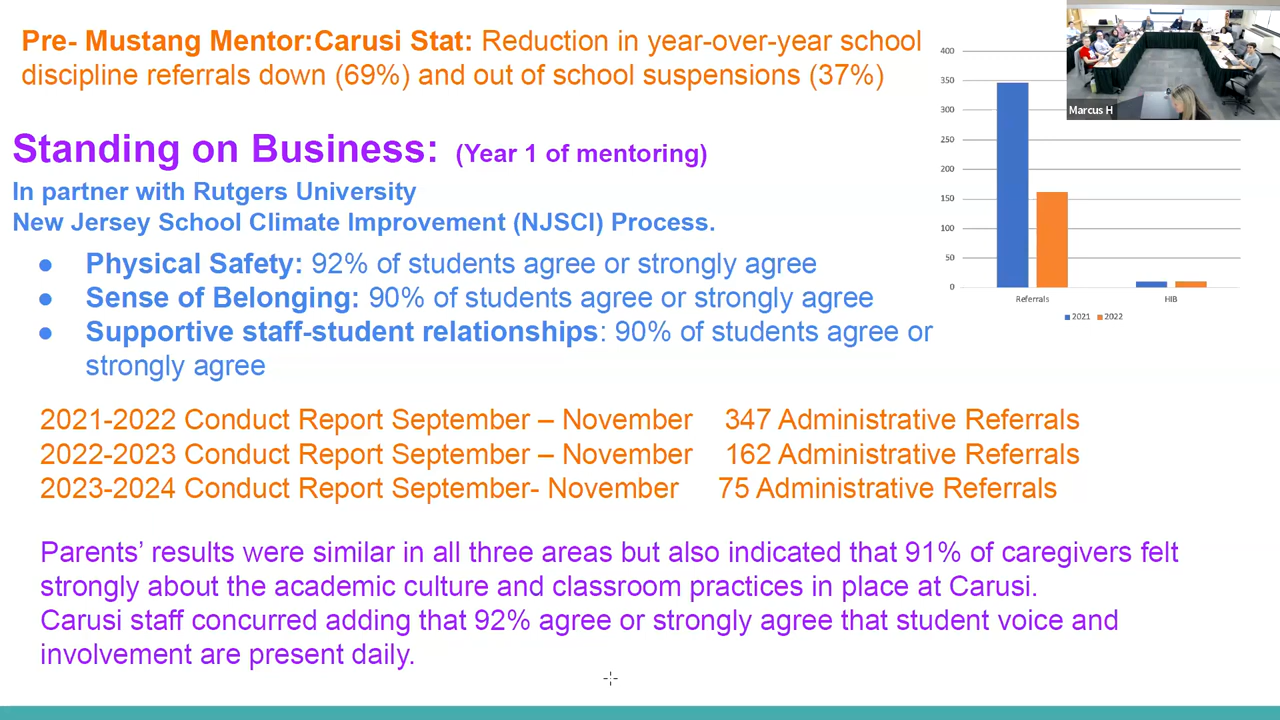 Pre- Mustang Mentor:Carusi Stat: Reduction in year-over-year school
discipline referrals down (69%) and out of school suspensions (37%)
Standing on Business: (Year 1 of mentoring)
In partner with Rutgers University
New Jersey School Climate Improvement (NJSCI) Process.
● Physical Safety: 92% of students agree or strongly agree
● Sense of Belonging: 90% of students agree or strongly agree
● Supportive staff-student relationships: 90% of students agree or
strongly agree
2021-2022 Conduct Report September – November 347 Administrative Referrals
2022-2023 Conduct Report September – November 162 Administrative Referrals
2023-2024 Conduct Report September- November 75 Administrative Referrals
Parents’ results were similar in all three areas but also indicated that 91% of caregivers felt
strongly about the academic culture and classroom practices in place at Carusi.
Carusi staff concurred adding that 92% agree or strongly agree that student voice and
involvement are present daily.
400
350
300
250
200
150
100
50
0
Referrals HIB
2021 2022
Marcus H